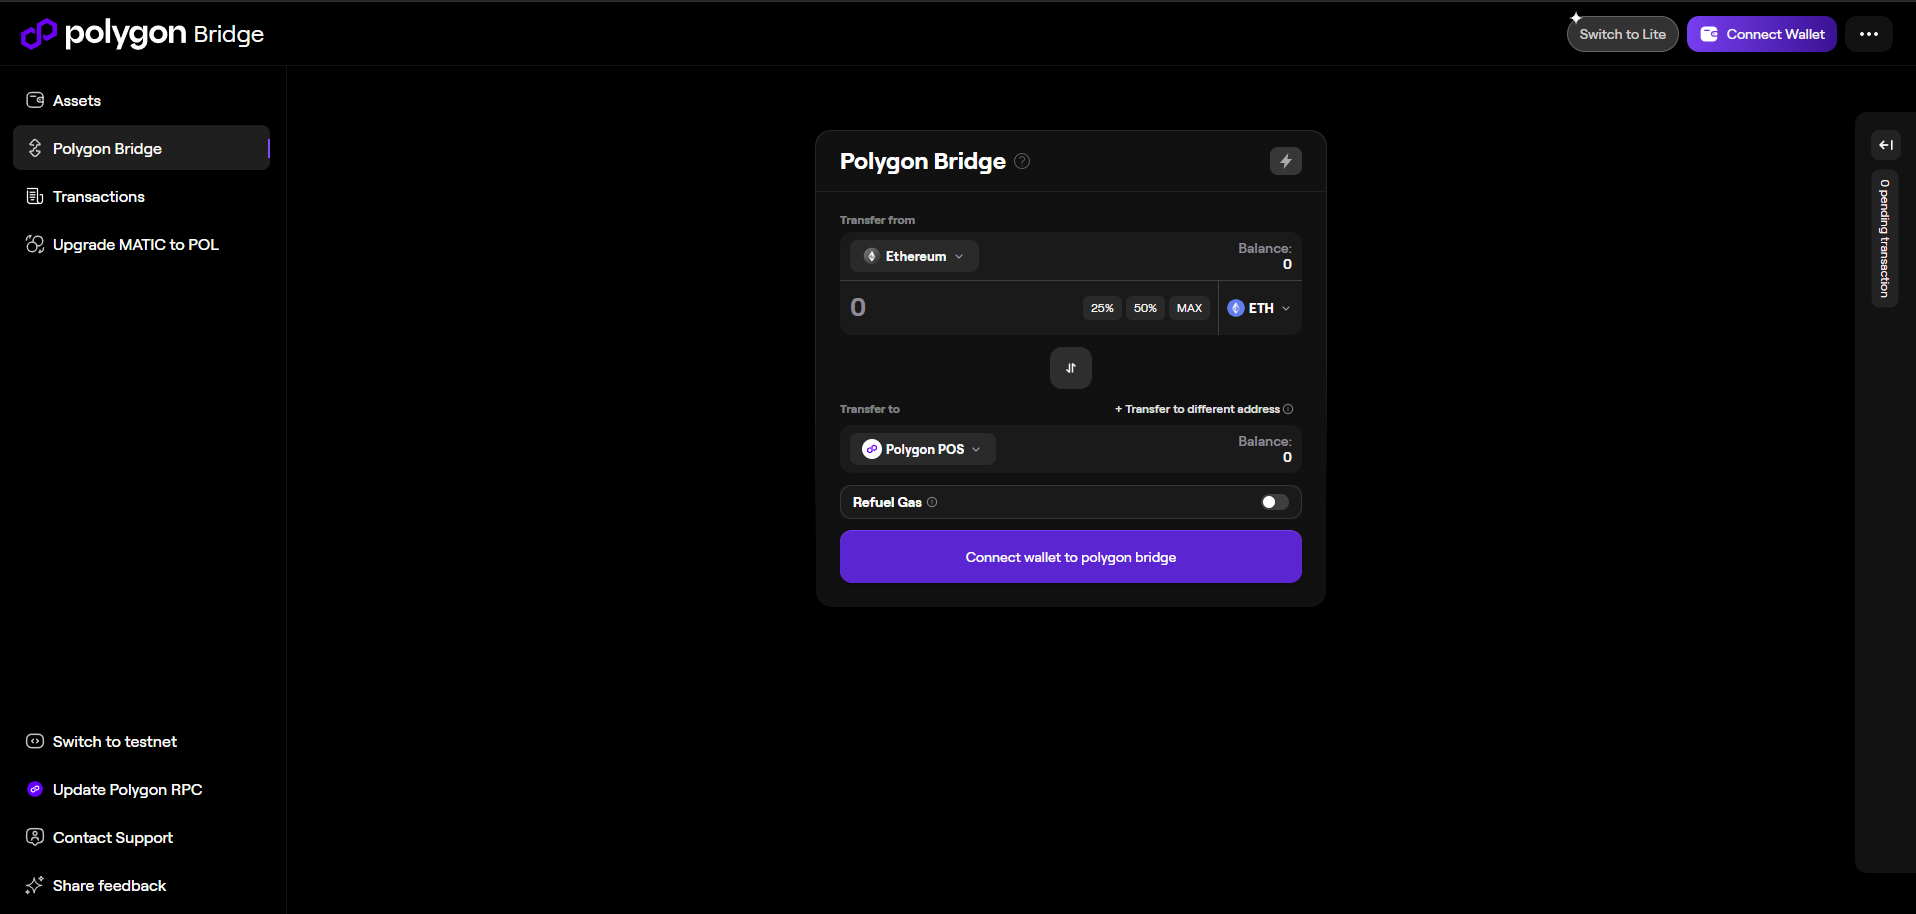 polygon Bridge
Switch to Lite
Connect Wallet
Assets
Polygon Bridge
Transactions
Upgrade MATIC to POL
Switch to testnet
Update Polygon RPC
Contact Support
Share feedback
Polygon Bridge
Transfer from
Ethereum
Balance:
0
0
25%
50%
MAX
ETH
Transfer to
+ Transfer to different address
Polygon POS
Balance:
0
Refuel Gas
Connect wallet to polygon bridge
0 pending transaction